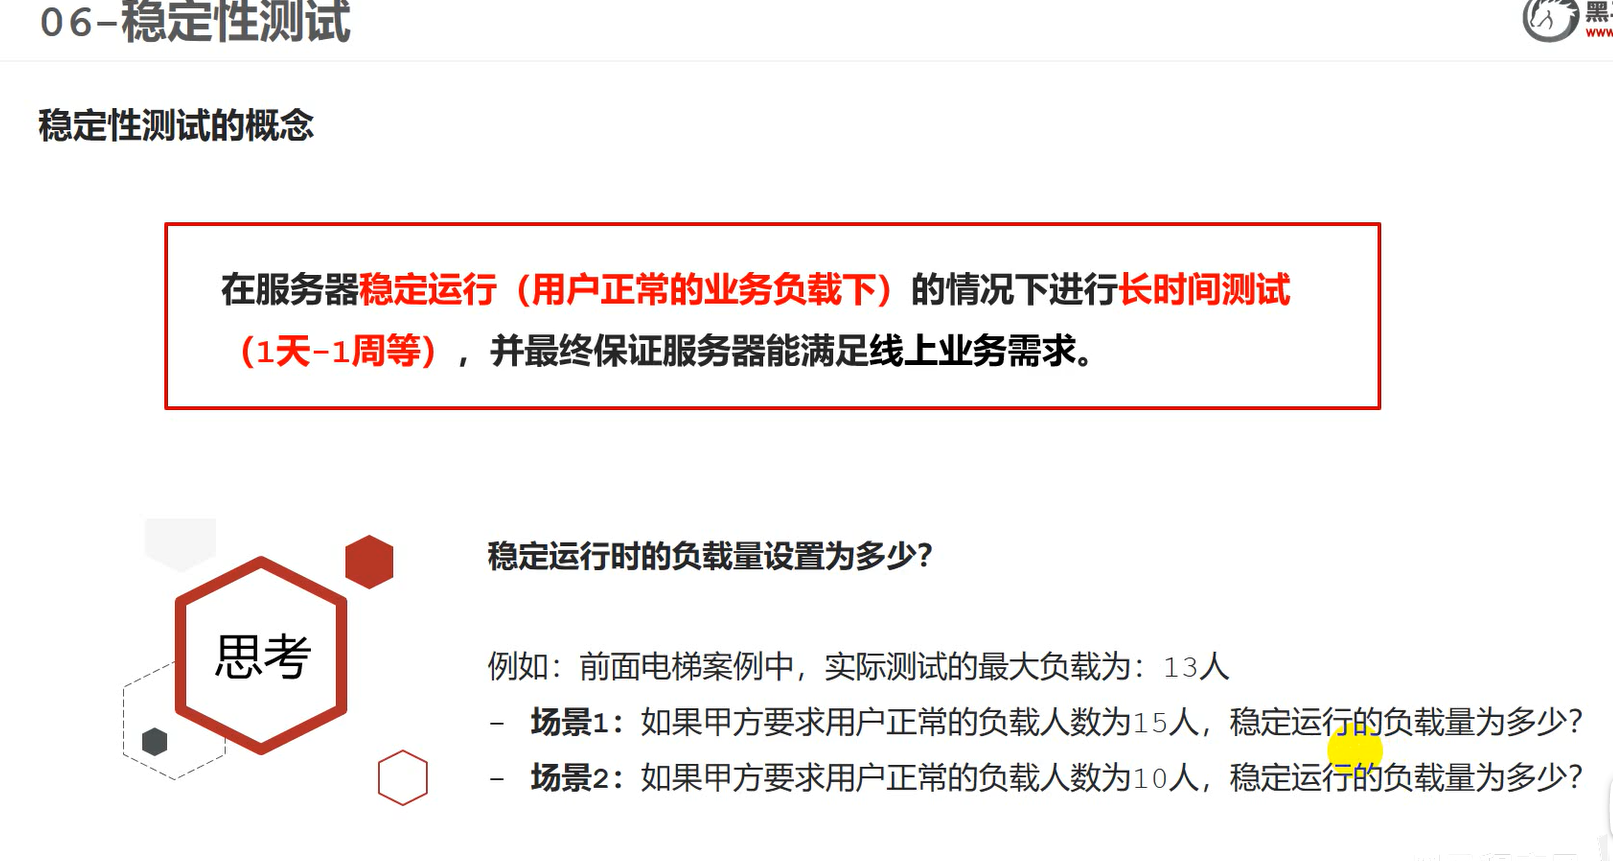 06-稳定性测试
黑
www
稳定性测试的概念
在服务器稳定运行（用户正常的业务负载下）的情况下进行长时间测试
（1天-1周等），并最终保证服务器能满足线上业务需求。
思考
稳定运行时的负载量设置为多少？
例如：前面电梯案例中，实际测试的最大负载为：13人
- 场景1：如果甲方要求用户正常的负载人数为15人，稳定运行的负载量为多少？
- 场景2：如果甲方要求用户正常的负载人数为10人，稳定运行的负载量为多少？